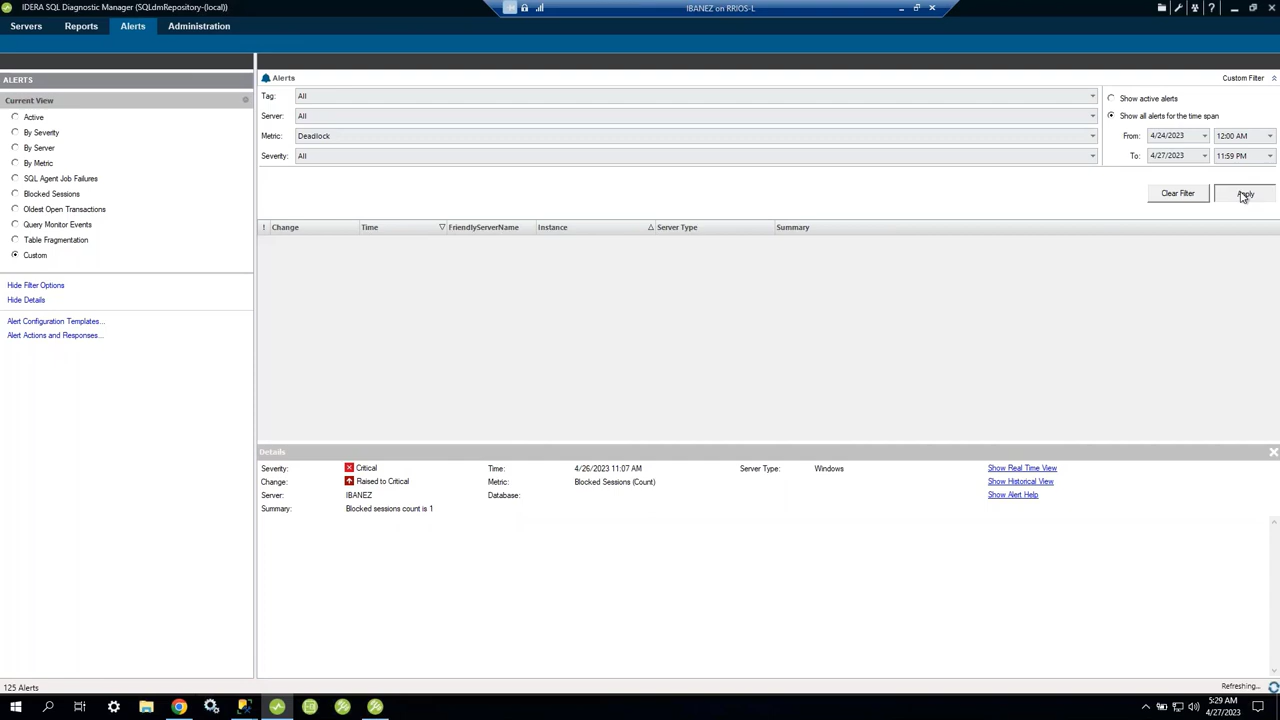 IDERA SQL Diagnostic Manager (SQLdmRepository-(local))
IBANEZ on RRIOS-L
Servers Reports Alerts Administration
ALERTS
Current View
Active
By Severity
By Server
By Metric
SQL Agent Job Failures
Blocked Sessions
Oldest Open Transactions
Query Monitor Events
Table Fragmentation
Custom
Hide Filter Options
Hide Details
Alert Configuration Templates...
Alert Actions and Responses...
Alerts
Custom Filter
Tag: All
Server: All
Metric: Deadlock
Severity: All
Show active alerts
Show all alerts for the time span
From: 4/24/2023 12:00 AM
To: 4/27/2023 11:59 PM
Clear Filter Apply
! Change Time FriendlyServerName Instance Server Type Summary
Details
Severity: Critical Time: 4/26/2023 11:07 AM Server Type: Windows Show Real Time View
Change: Raised to Critical Metric: Blocked Sessions (Count) Show Historical View
Server: IBANEZ Database: Show Alert Help
Summary: Blocked sessions count is 1
125 Alerts
Refreshing...
5:29 AM
4/27/2023